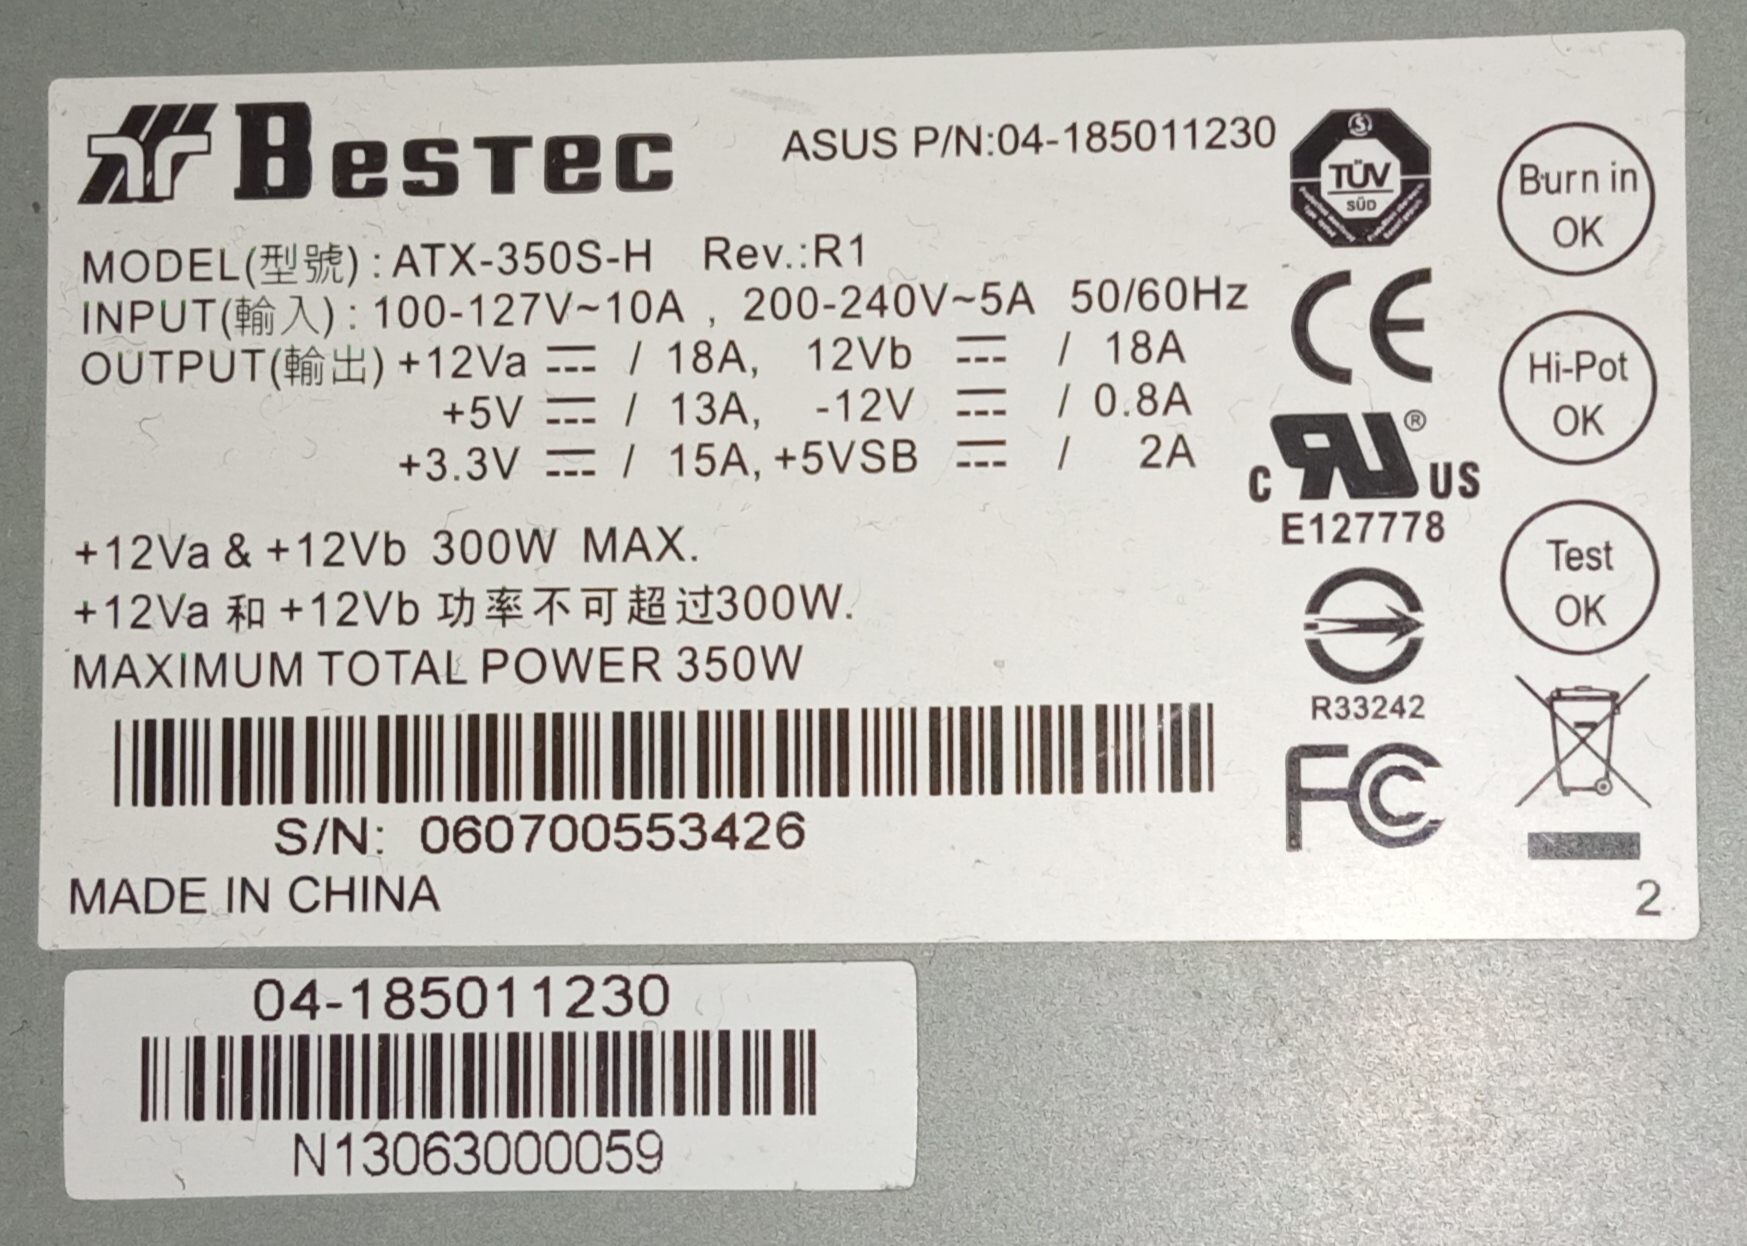 BESTEC
ASUS P/N:04-185011230
MODEL(型號) : ATX-350S-H Rev.:R1
INPUT(輸入) : 100-127V~10A , 200-240V~5A 50/60Hz
OUTPUT(輸出) +12Va ⎓ / 18A, 12Vb ⎓ / 18A
+5V ⎓ / 13A, -12V ⎓ / 0.8A
+3.3V ⎓ / 15A, +5VSB ⎓ / 2A
+12Va & +12Vb 300W MAX.
+12Va 和 +12Vb 功率不可超过300W.
MAXIMUM TOTAL POWER 350W
S/N: 060700553426
MADE IN CHINA
TÜV
SÜD
CE
c RU ® US
E127778
R33242
FC
Burn in
OK
Hi-Pot
OK
Test
OK
2
04-185011230
N13063000059